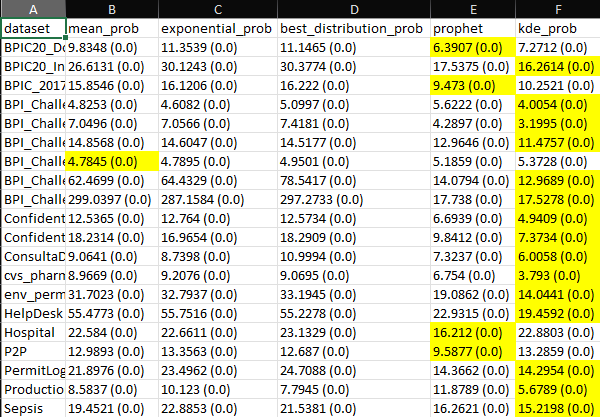 A B C D E F
dataset mean_prob exponential_prob best_distribution_prob prophet kde_prob
BPIC20_Do 9.8348 (0.0) 11.3539 (0.0) 11.1465 (0.0) 6.3907 (0.0) 7.2712 (0.0)
BPIC20_In 26.6131 (0.0) 30.1243 (0.0) 30.3774 (0.0) 17.5375 (0.0) 16.2614 (0.0)
BPIC_2017 15.8546 (0.0) 16.1206 (0.0) 16.222 (0.0) 9.473 (0.0) 10.2521 (0.0)
BPI_Challe 4.8253 (0.0) 4.6082 (0.0) 5.0997 (0.0) 5.6222 (0.0) 4.0054 (0.0)
BPI_Challe 7.0496 (0.0) 7.0566 (0.0) 7.4181 (0.0) 4.2897 (0.0) 3.1995 (0.0)
BPI_Challe 14.8568 (0.0) 14.6047 (0.0) 14.5177 (0.0) 12.9646 (0.0) 11.4757 (0.0)
BPI_Challe 4.7845 (0.0) 4.7895 (0.0) 4.9501 (0.0) 5.1859 (0.0) 5.3728 (0.0)
BPI_Challe 62.4699 (0.0) 64.4329 (0.0) 78.5417 (0.0) 14.0794 (0.0) 12.9689 (0.0)
BPI_Challe 299.0397 (0.0) 287.1584 (0.0) 297.2733 (0.0) 17.738 (0.0) 17.5278 (0.0)
Confident 12.5365 (0.0) 12.764 (0.0) 12.5734 (0.0) 6.6939 (0.0) 4.9409 (0.0)
Confident 18.2314 (0.0) 16.9654 (0.0) 18.2909 (0.0) 9.8412 (0.0) 7.3734 (0.0)
ConsultaD 9.0641 (0.0) 8.7398 (0.0) 10.9994 (0.0) 7.3237 (0.0) 6.0058 (0.0)
cvs_pharn 8.9669 (0.0) 9.2076 (0.0) 9.0695 (0.0) 6.754 (0.0) 3.793 (0.0)
env_perm 31.7023 (0.0) 32.7937 (0.0) 33.1945 (0.0) 19.0862 (0.0) 14.0441 (0.0)
HelpDesk 55.4773 (0.0) 55.7516 (0.0) 55.2278 (0.0) 22.9315 (0.0) 19.4592 (0.0)
Hospital 22.584 (0.0) 22.6611 (0.0) 23.1329 (0.0) 16.212 (0.0) 22.8803 (0.0)
P2P 12.9893 (0.0) 13.3563 (0.0) 12.687 (0.0) 9.5877 (0.0) 13.2859 (0.0)
PermitLog 21.8976 (0.0) 23.4962 (0.0) 24.7088 (0.0) 14.3662 (0.0) 14.2954 (0.0)
Productio 8.5837 (0.0) 10.123 (0.0) 7.7945 (0.0) 11.8789 (0.0) 5.6789 (0.0)
Sepsis 19.4521 (0.0) 22.8853 (0.0) 21.5381 (0.0) 16.2621 (0.0) 15.2198 (0.0)